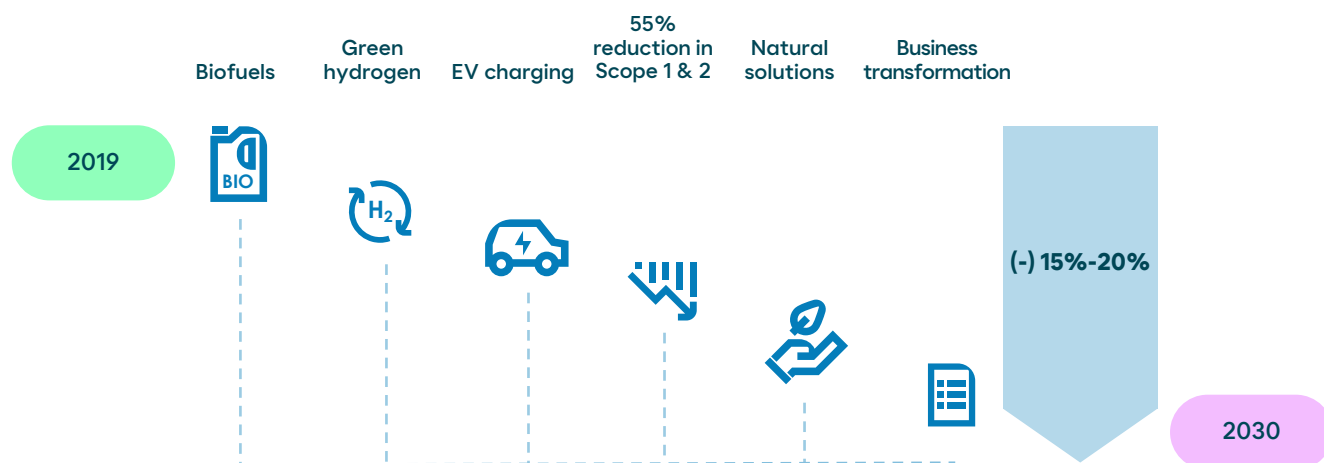 55%
reduction in
Scope 1 & 2
Green
hydrogen
Natural
solutions
Business
transformation
Biofuels
EV charging
2019
BIO
H2
(-) 15%-20%
2030